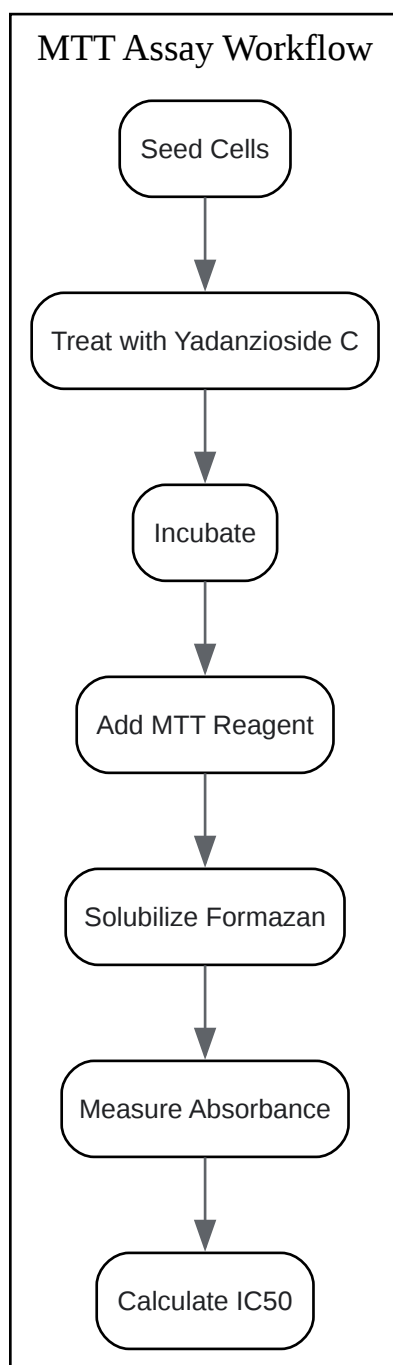 MTT Assay Workflow
Seed Cells
Treat with Yadanzioside C
Incubate
Add MTT Reagent
Solubilize Formazan
Measure Absorbance
Calculate IC50